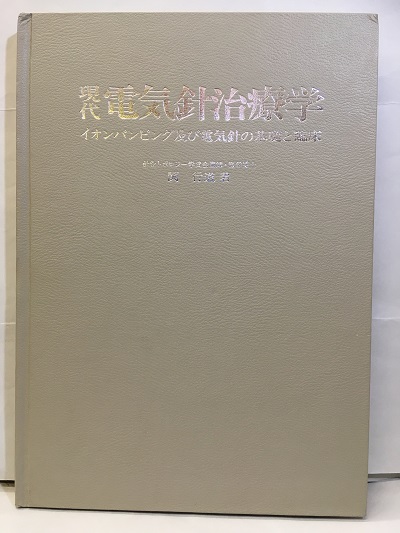 現代 電気針治療学
イオンパンピング及び電気針の基礎と臨床
著